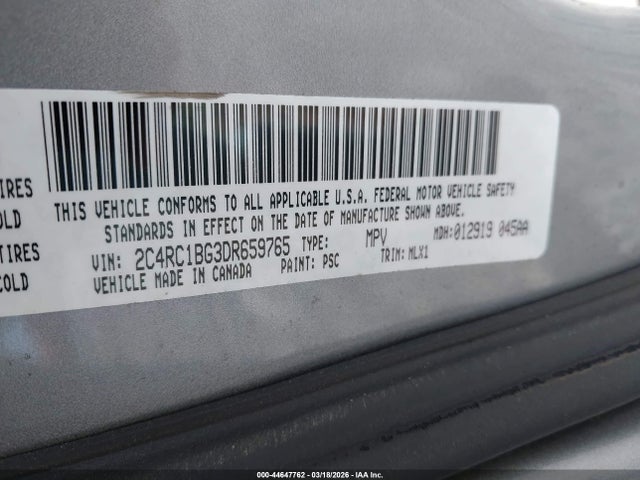 IRES
THIS VEHICLE CONFORMS TO ALL APPLICABLE U.S.A. FEDERAL MOTOR VEHICLE SAFETY
OLD
STANDARDS IN EFFECT ON THE DATE OF MANUFACTURE SHOWN ABOVE.
IRES
VIN: 2C4RC1BG3DR659765 TYPE: MPV MDH:012919 045AA
COLD
VEHICLE MADE IN CANADA PAINT: PSC TRIM: MLX1
000-44647762 - 03/18/2026 - IAA Inc.